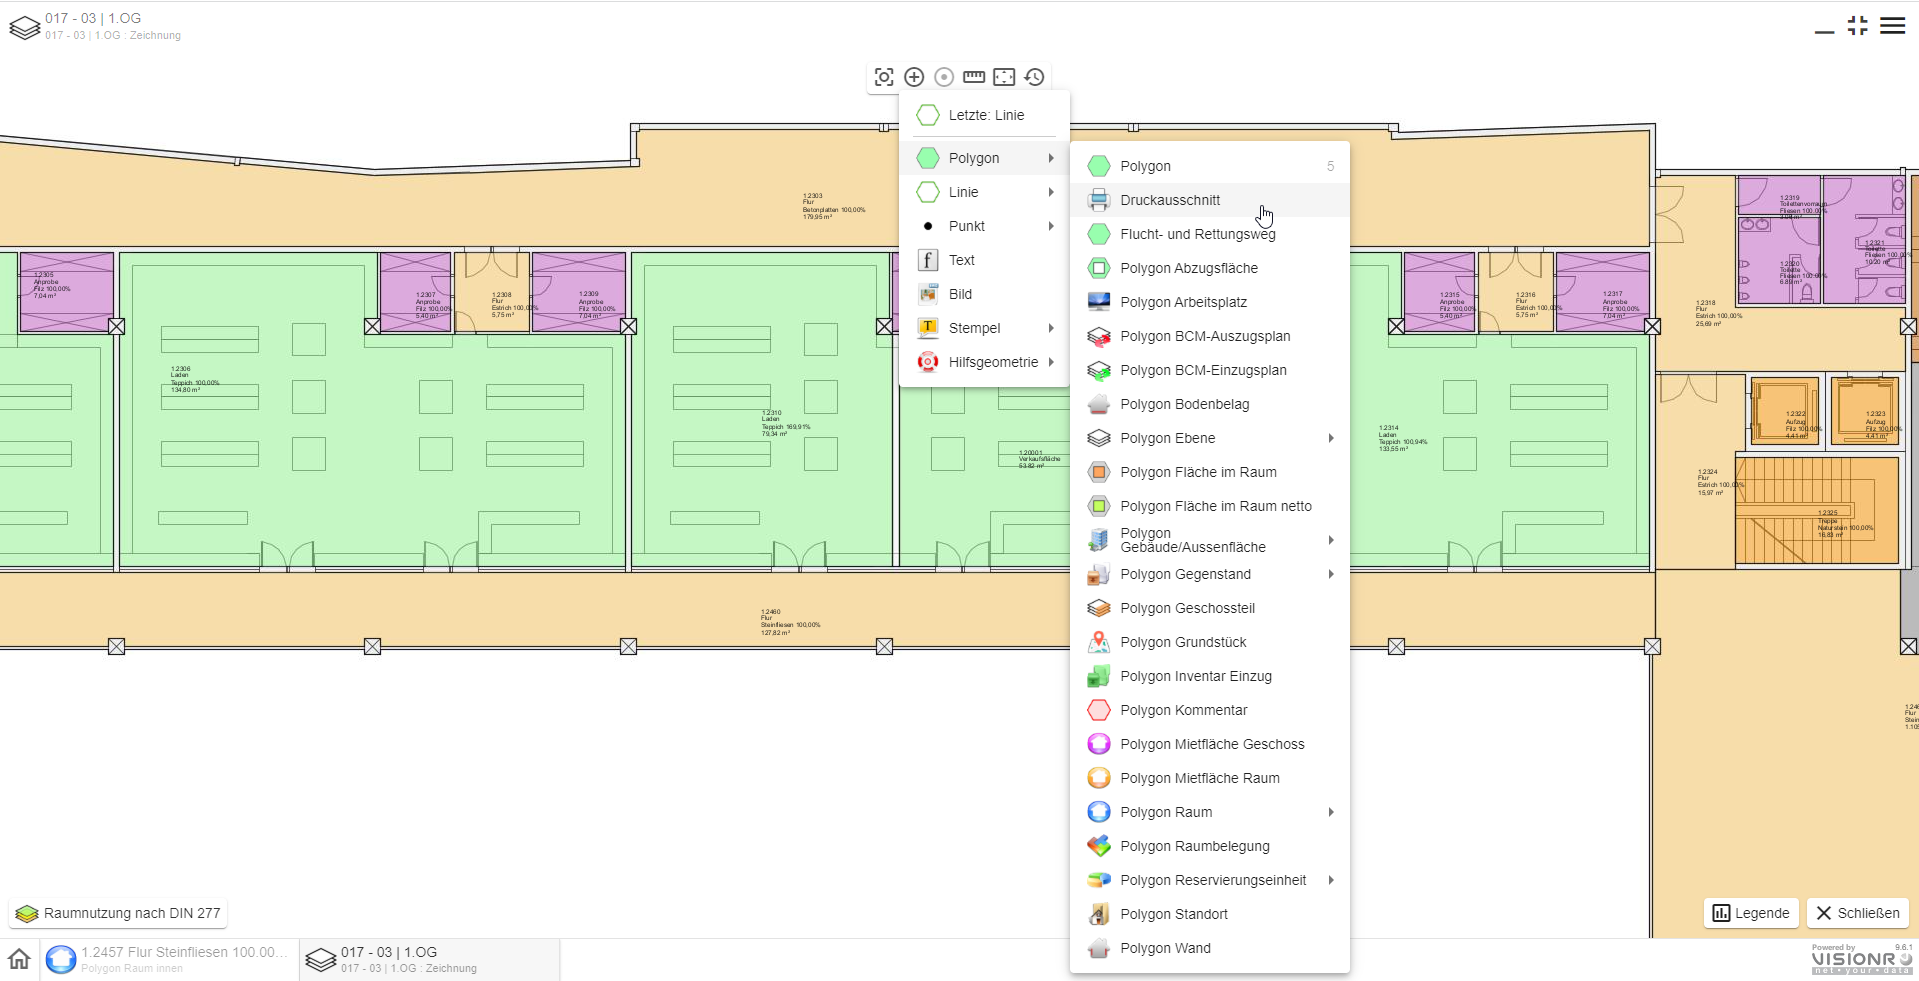 017 - 03 | 1.OG
017 - 03 | 1.OG : Zeichnung
Letzte: Linie
Polygon
Linie
Punkt
Text
Bild
Stempel
Hilfsgeometrie
Polygon 5
Druckausschnitt
Flucht- und Rettungsweg
Polygon Abzugsfläche
Polygon Arbeitsplatz
Polygon BCM-Auszugsplan
Polygon BCM-Einzugsplan
Polygon Bodenbelag
Polygon Ebene
Polygon Fläche im Raum
Polygon Fläche im Raum netto
Polygon
Gebäude/Aussenfläche
Polygon Gegenstand
Polygon Geschossteil
Polygon Grundstück
Polygon Inventar Einzug
Polygon Kommentar
Polygon Mietfläche Geschoss
Polygon Mietfläche Raum
Polygon Raum
Polygon Raumbelegung
Polygon Reservierungseinheit
Polygon Standort
Polygon Wand
1.2303
Flur
Betonplatten 100,00%
179,95 m²
1.2305
Anprobe
Filz 100,00%
7,04 m²
1.2307
Anprobe
Filz 100,00%
5,40 m²
1.2308
Flur
Estrich 100,00%
5,75 m²
1.2309
Anprobe
Filz 100,00%
7,04 m²
1.2306
Laden
Teppich 100,00%
134,80 m²
1.2310
Laden
Teppich 169,91%
79,34 m²
1.20001
Verkaufsfläche
53.82 m²
1.2314
Laden
Teppich 100,94%
133,55 m²
1.2315
Anprobe
Filz 100,00%
5,40 m²
1.2316
Flur
Estrich 100,00%
5,75 m²
1.2317
Anprobe
Filz 100,00%
7,04 m²
1.2318
Flur
Estrich 100,00%
25,69 m²
1.2319
Toilettenvorraum
Fliesen 100,00%
1.2320
Toilette
Fliesen 100,00%
1.2321
Toilette
Fliesen 100,00%
10,20 m²
1.2322
Aufzug
Filz 100,00%
4,41 m²
1.2323
Aufzug
Filz 100,00%
4,41 m²
1.2324
Flur
Estrich 100,00%
15,97 m²
1.2325
Treppe
Naturstein 100,00%
16,83 m²
1.2460
Flur
Steinfliesen 100,00%
127,82 m²
Raumnutzung nach DIN 277
Legende
Schließen
1.2457 Flur Steinfliesen 100.00...
Polygon Raum innen
017 - 03 | 1.OG
017 - 03 | 1.OG : Zeichnung
Powered by 9.6.1
VISIONR
net • your • data